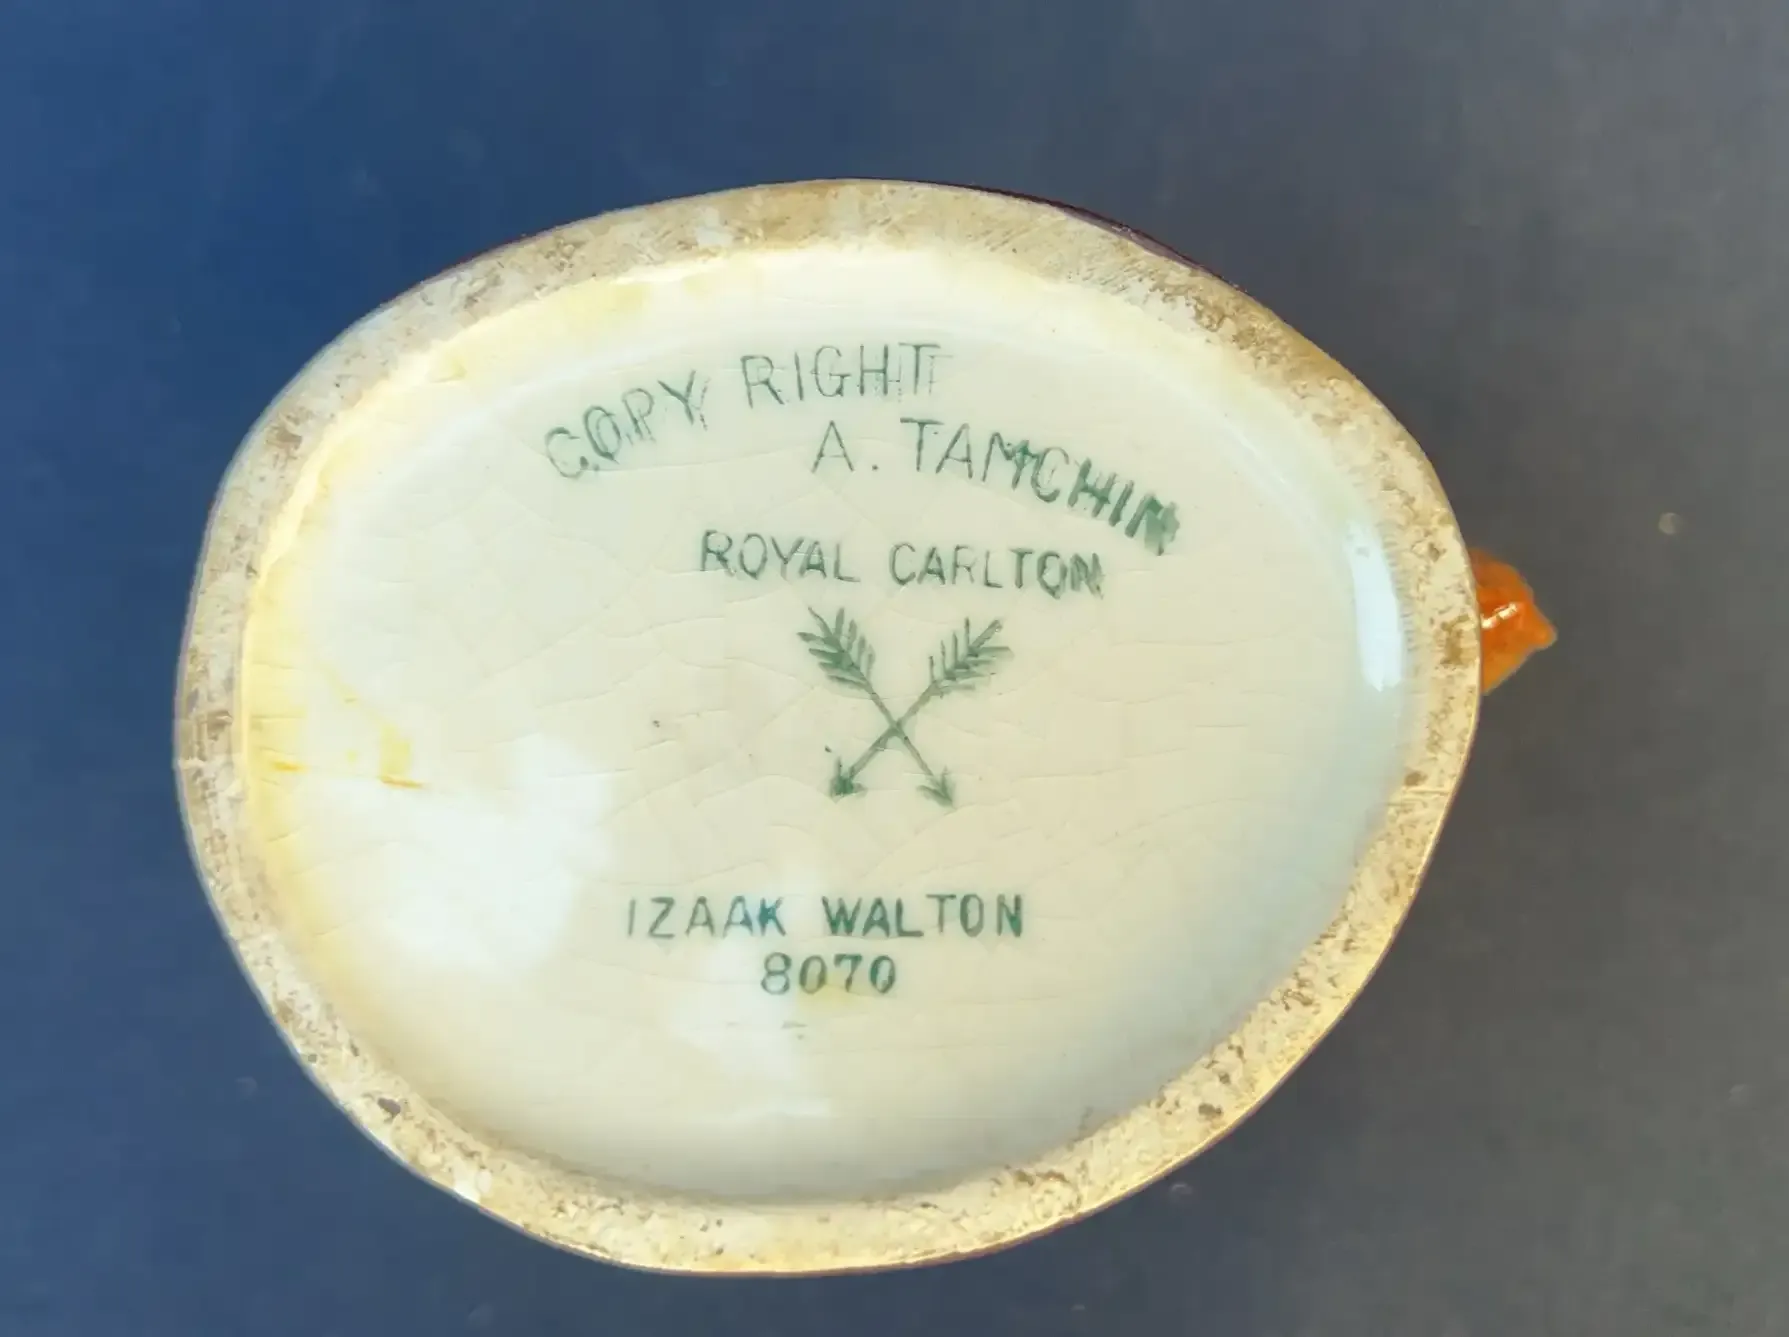 COPY RIGHT
A. TAMCHIN
ROYAL CARLTON
IZAAK WALTON
8070